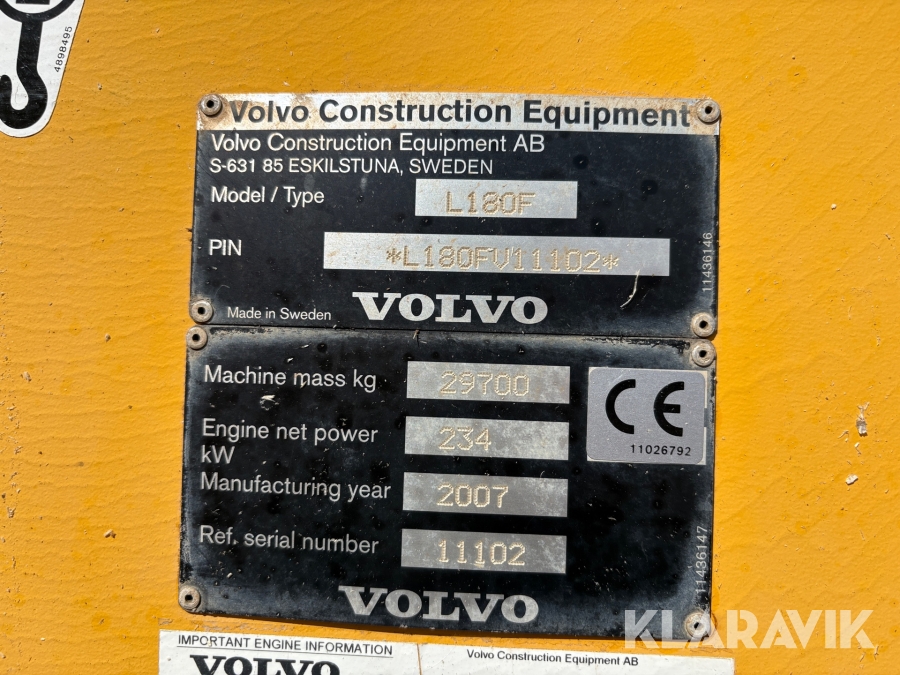 4898495
Volvo Construction Equipment
Volvo Construction Equipment AB
S-631 85 ESKILSTUNA, SWEDEN
Model / Type L180F
PIN *L180FV11102*
Made in Sweden VOLVO
11436146
Machine mass kg 29700
Engine net power kW 234
Manufacturing year 2007
Ref. serial number 11102
VOLVO
CE
11026792
11436147
KLARAVIK
IMPORTANT ENGINE INFORMATION
VOLVO
Volvo Construction Equipment AB